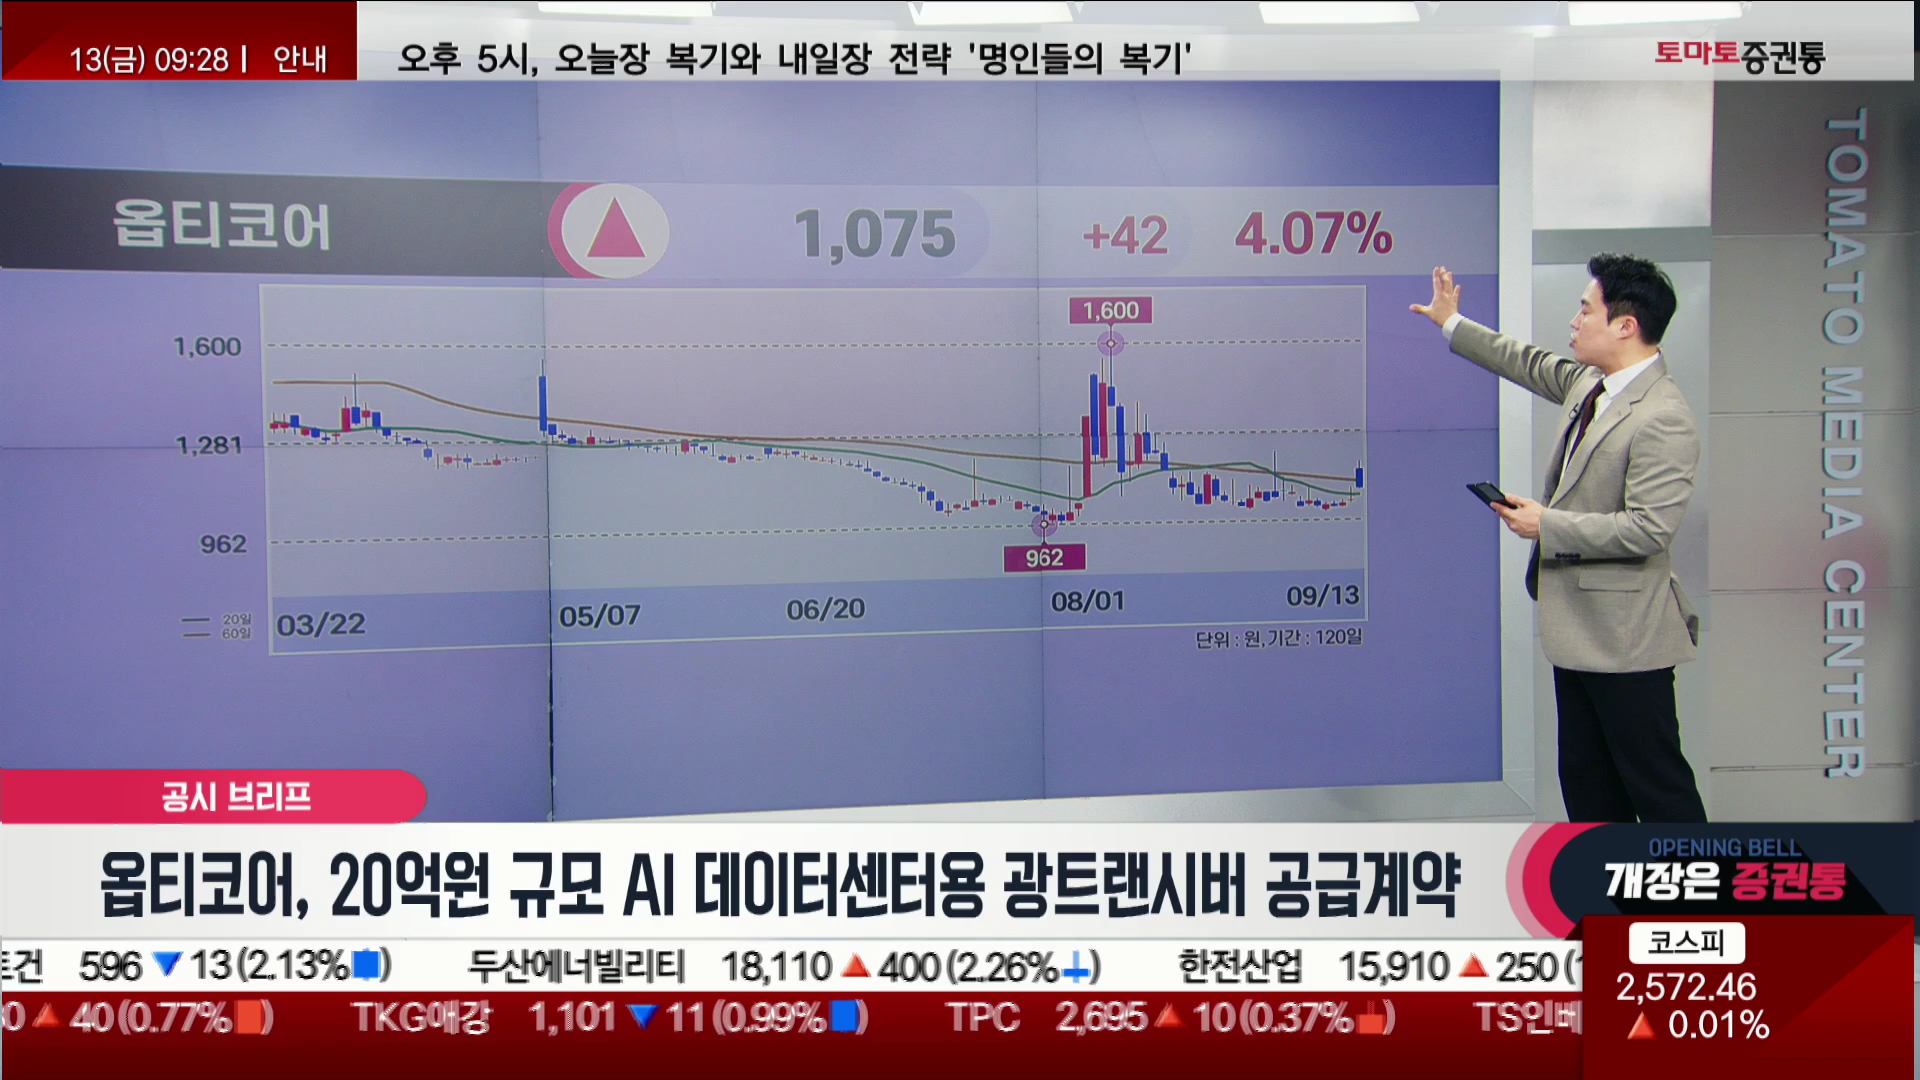 13(금) 09:28 | 안내
오후 5시, 오늘장 복기와 내일장 전략 '명인들의 복기'
토마토증권통
TOMATO MEDIA CENTER
옵티코어 ▲ 1,075 +42 4.07%
1,600
1,600
1,281
962
962
20일
60일
03/22 05/07 06/20 08/01 09/13
단위 : 원, 기간 : 120일
공시 브리프
옵티코어, 20억원 규모 AI 데이터센터용 광트랜시버 공급계약
OPENING BELL
개장은 증권통
596 ▼ 13 (2.13%) 두산에너빌리티 18,110 ▲ 400 (2.26%) 한전산업 15,910 ▲ 250
▲ 40 (0.77%) TKG애강 1,101 ▼ 11 (0.99%) TPC 2,695 ▲ 10 (0.37%) TS인베
코스피
2,572.46
▲ 0.01%